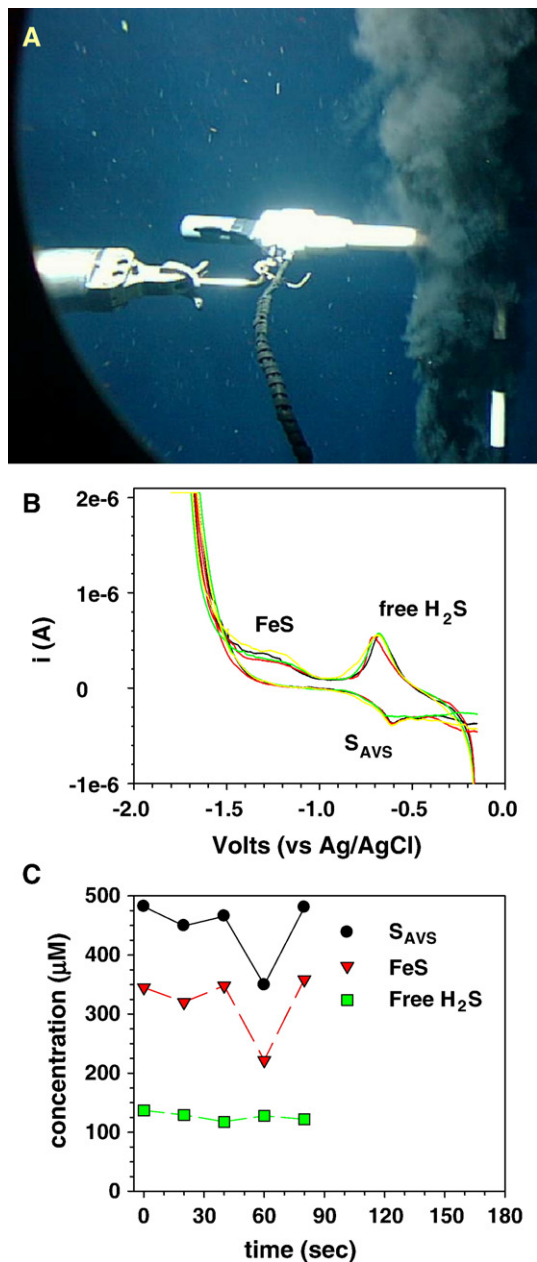 A
B
2e-6
1e-6
0
-1e-6
i (A)
FeS
free H₂S
S_AVS
-2.0 -1.5 -1.0 -0.5 0.0
Volts (vs Ag/AgCl)
C
500
400
300
200
100
0
concentration (μM)
S_AVS
FeS
Free H₂S
0 30 60 90 120 150 180
time (sec)